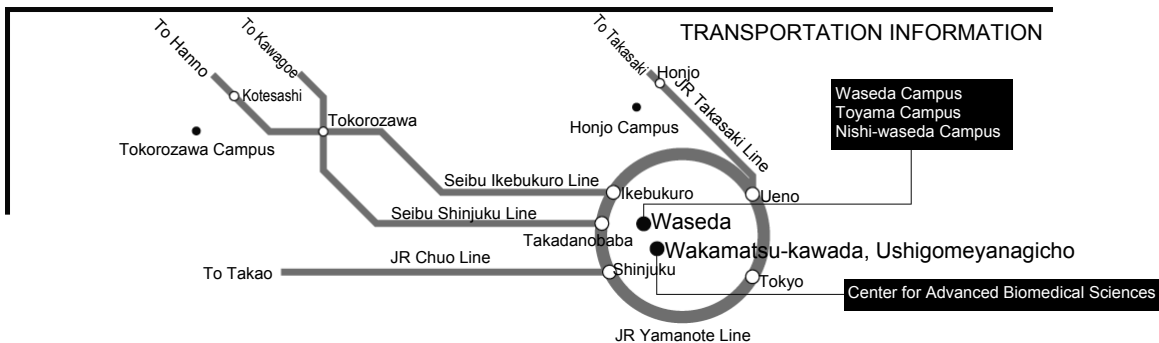 TRANSPORTATION INFORMATION
To Hanno
To Kawagoe
To Takasaki
Honjo
JR Takasaki Line
Kotesashi
Tokorozawa
Tokorozawa Campus
Honjo Campus
Waseda Campus
Toyama Campus
Nishi-waseda Campus
Seibu Ikebukuro Line
Ikebukuro
Ueno
Seibu Shinjuku Line
Waseda
Takadanobaba
Wakamatsu-kawada, Ushigomeyanagicho
JR Chuo Line
To Takao
Shinjuku
Tokyo
Center for Advanced Biomedical Sciences
JR Yamanote Line